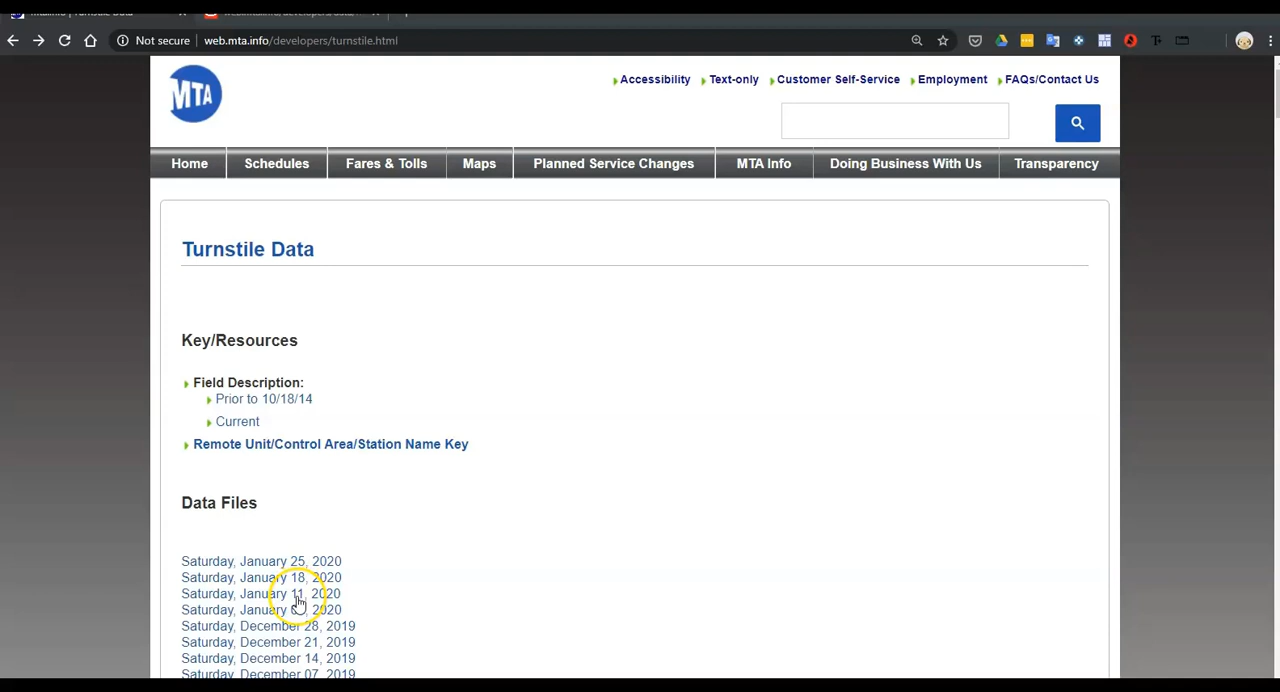 Not secure web.mta.info/developers/turnstile.html
MTA
Accessibility Text-only Customer Self-Service Employment FAQs/Contact Us
Home Schedules Fares & Tolls Maps Planned Service Changes MTA Info Doing Business With Us Transparency
Turnstile Data
Key/Resources
Field Description:
Prior to 10/18/14
Current
Remote Unit/Control Area/Station Name Key
Data Files
Saturday, January 25, 2020
Saturday, January 18, 2020
Saturday, January 11, 2020
Saturday, January , 2020
Saturday, December 28, 2019
Saturday, December 21, 2019
Saturday, December 14, 2019
Saturday, December 07, 2019